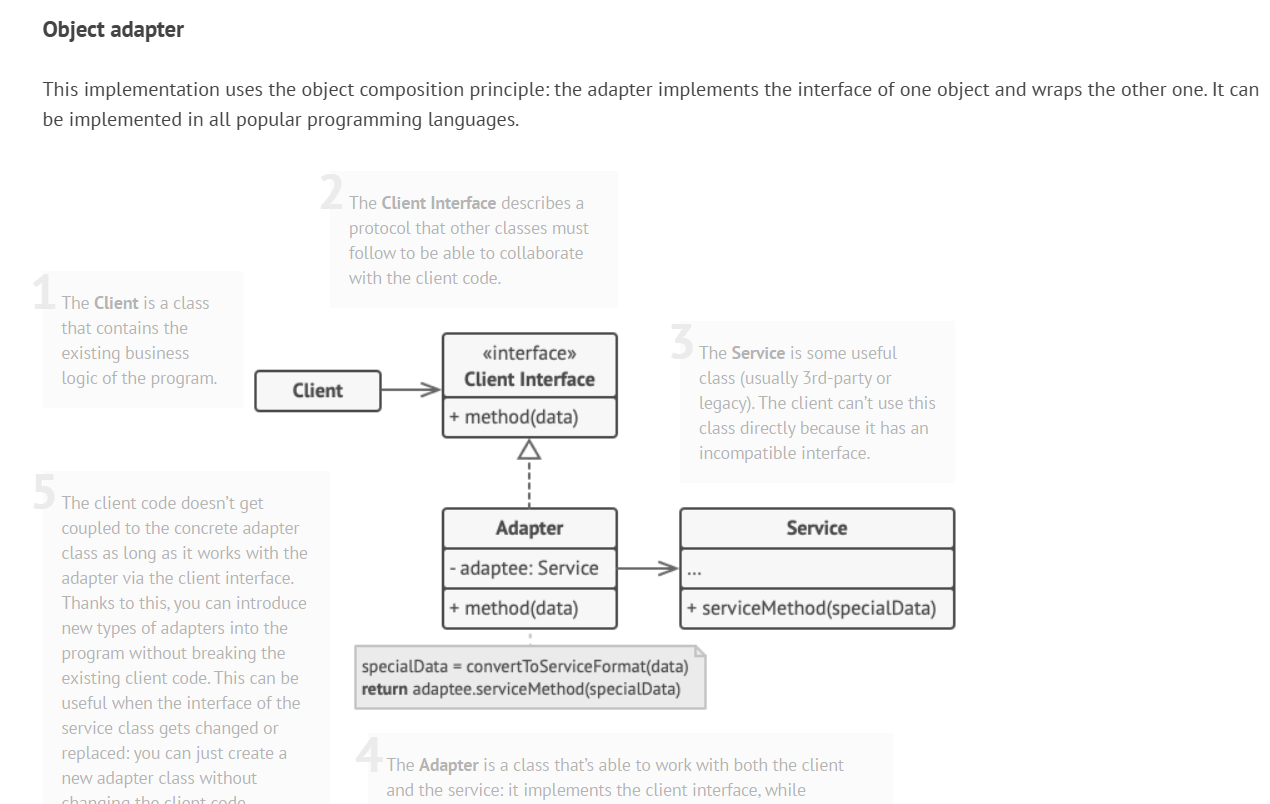 Object adapter
This implementation uses the object composition principle: the adapter implements the interface of one object and wraps the other one. It can
be implemented in all popular programming languages.
2
The Client Interface describes a
protocol that other classes must
follow to be able to collaborate
with the client code.
1
The Client is a class
that contains the
existing business
logic of the program.
Client
«interface»
Client Interface
+ method(data)
3
The Service is some useful
class (usually 3rd-party or
legacy). The client can't use this
class directly because it has an
incompatible interface.
5
The client code doesn't get
coupled to the concrete adapter
class as long as it works with the
adapter via the client interface.
Thanks to this, you can introduce
new types of adapters into the
program without breaking the
existing client code. This can be
useful when the interface of the
service class gets changed or
replaced: you can just create a
new adapter class without
changing the client code.
Adapter
- adaptee: Service
+ method(data)
Service
...
+ serviceMethod(specialData)
specialData = convertToServiceFormat(data)
return adaptee.serviceMethod(specialData)
4
The Adapter is a class that's able to work with both the client
and the service: it implements the client interface, while